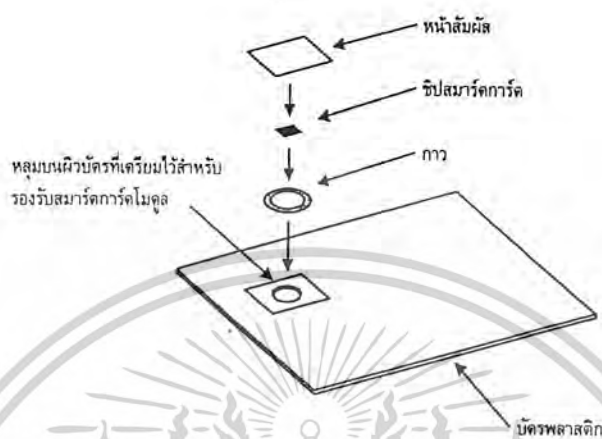 หน้าสัมผัส
ชิปสมาร์ตการ์ด
กาว
หลุมบนผิวบัตรที่เตรียมไว้สำหรับ
รองรับสมาร์ตการ์ดโมดูล
บัตรพลาสติก